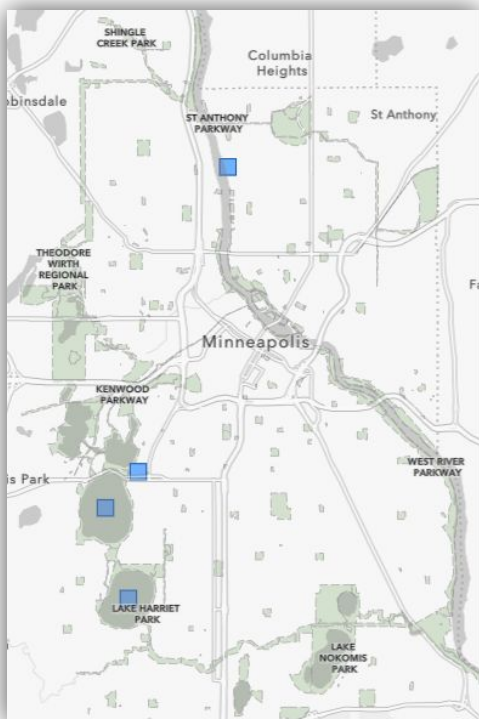 SHINGLE
CREEK PARK
Columbia
Heights
obbinsdale
ST ANTHONY
PARKWAY
St Anthony
THEODORE
WIRTH
REGIONAL
PARK
Fa
Minneapolis
KENWOOD
PARKWAY
WEST RIVER
PARKWAY
is Park
LAKE HARRIET
PARK
LAKE
NOKOMIS
PARK